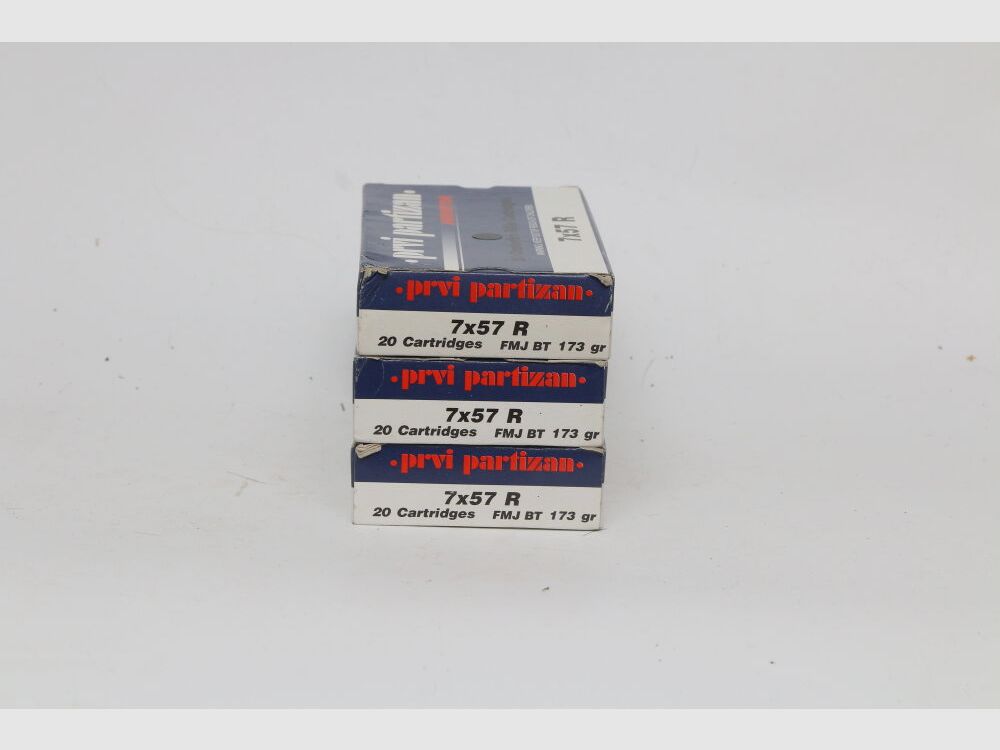 •prvi partizan•
7x57 R
•prvi partizan•
7x57 R
20 Cartridges FMJ BT 173 gr
•prvi partizan•
7x57 R
20 Cartridges FMJ BT 173 gr
•prvi partizan•
7x57 R
20 Cartridges FMJ BT 173 gr